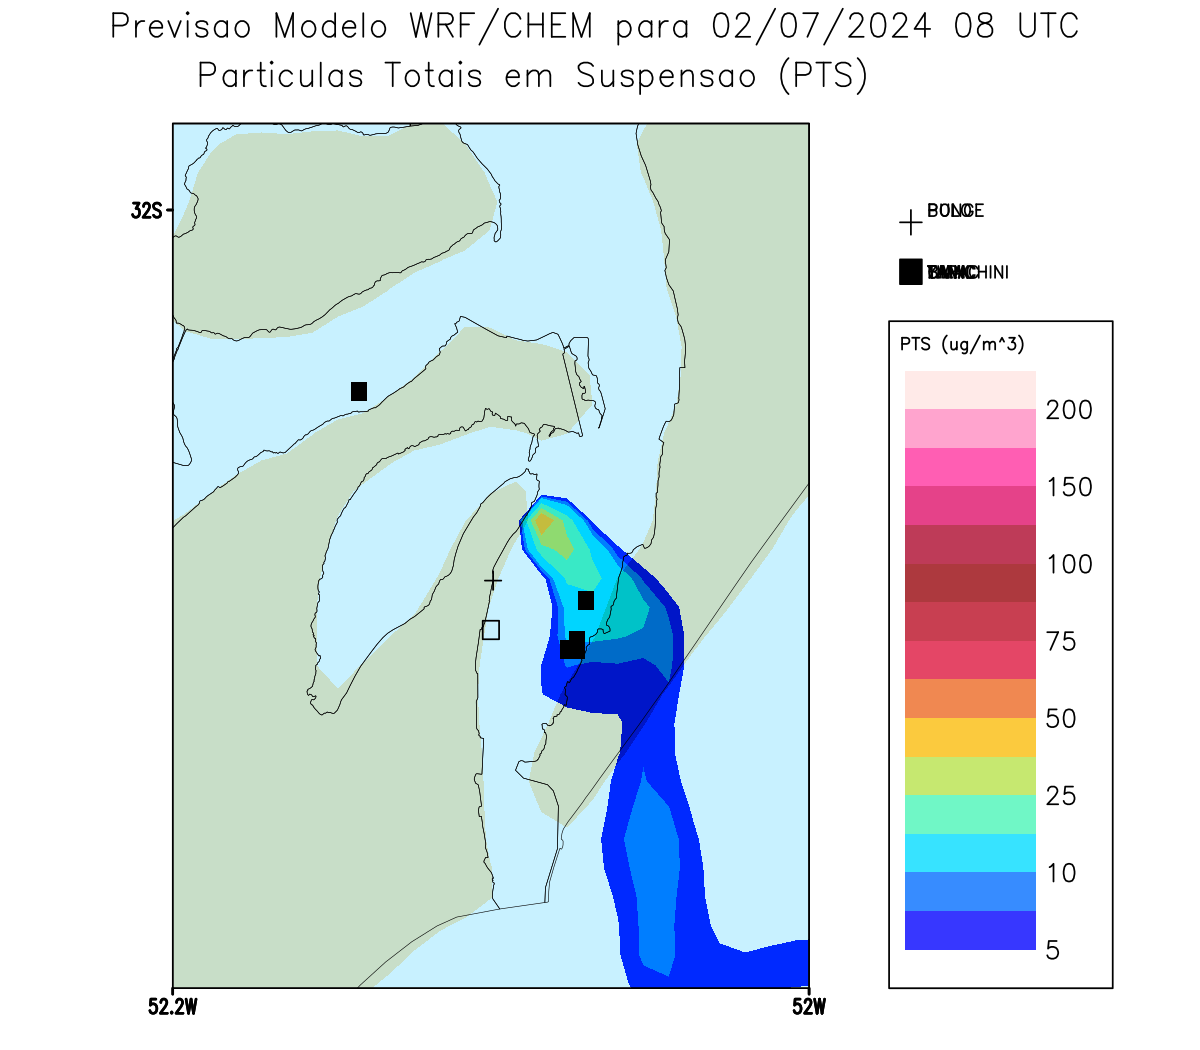 Previsao Modelo WRF/CHEM para 02/07/2024 08 UTC
Particulas Totais em Suspensao (PTS)
32S
52.2W
52W
PTS (ug/m^3)
200
150
100
75
50
25
10
5